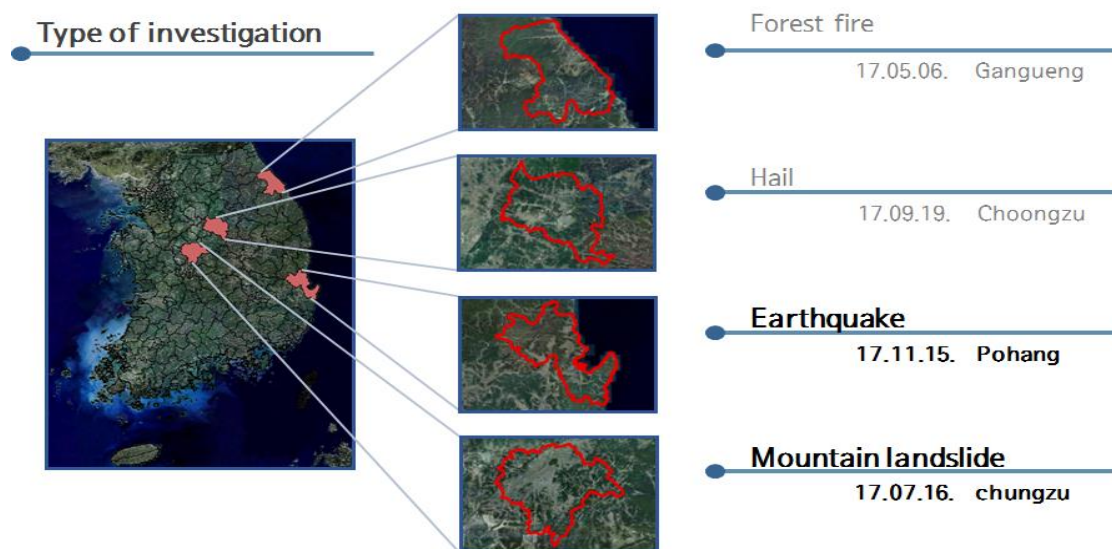 Type of investigation
Forest fire
17.05.06. Gangueng
Hail
17.09.19. Choongzu
Earthquake
17.11.15. Pohang
Mountain landslide
17.07.16. chungzu